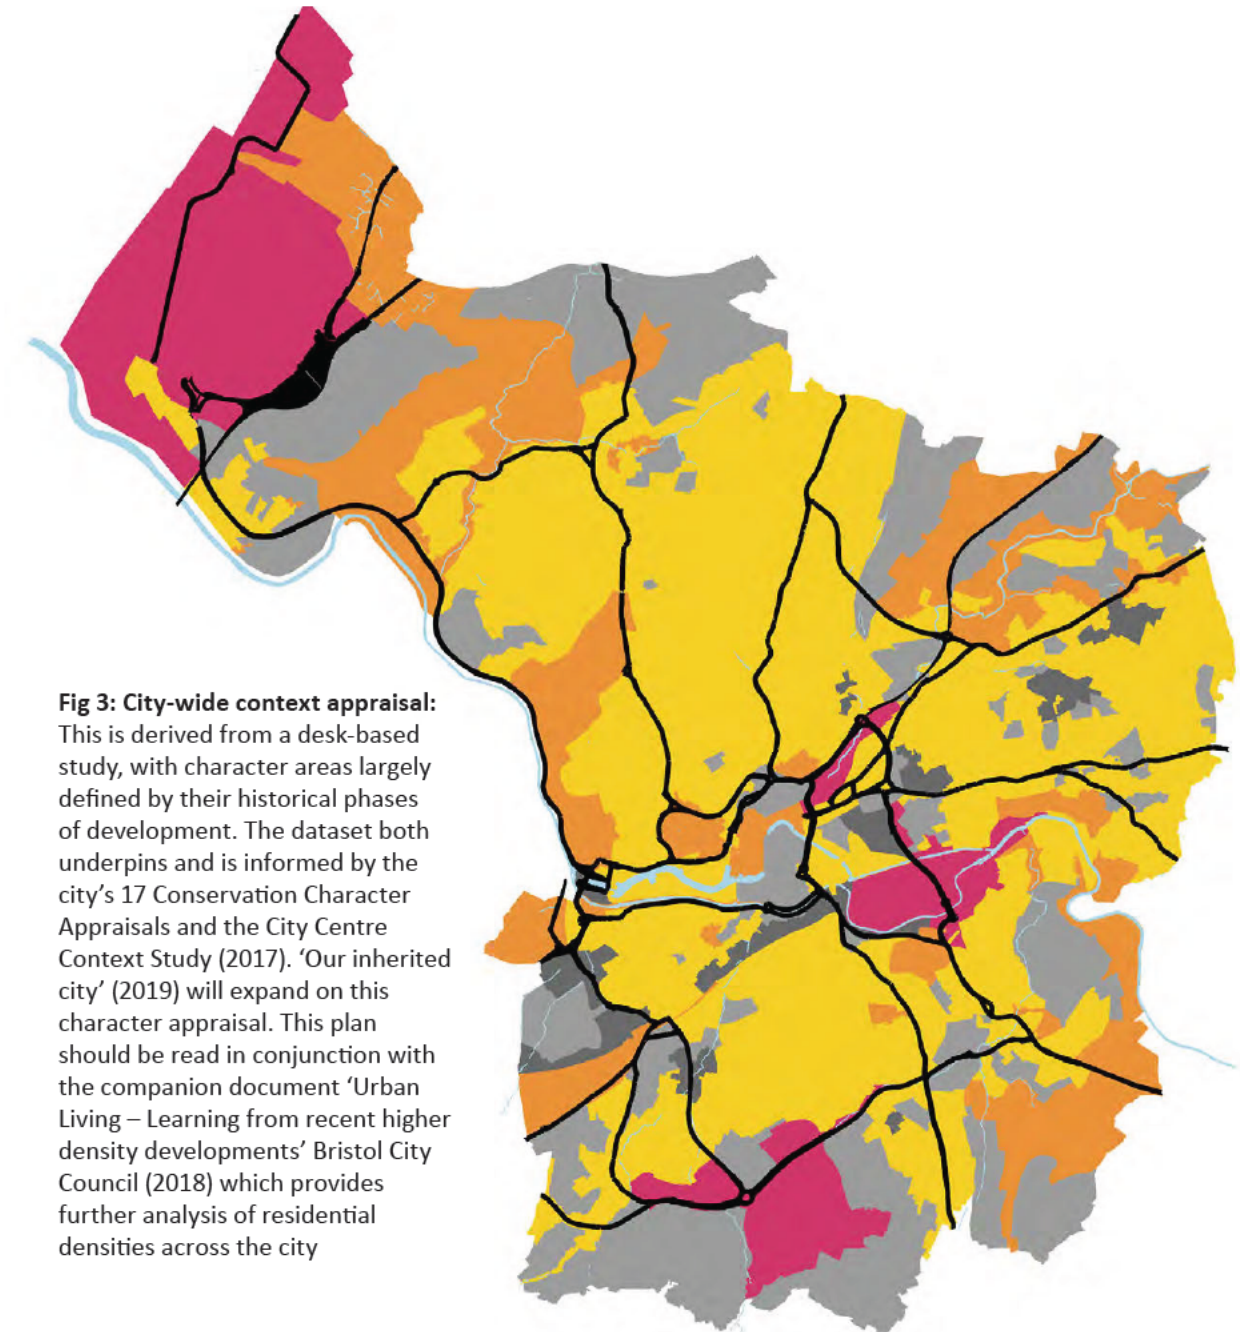 Fig 3: City-wide context appraisal:
This is derived from a desk-based
study, with character areas largely
defined by their historical phases
of development. The dataset both
underpins and is informed by the
city’s 17 Conservation Character
Appraisals and the City Centre
Context Study (2017). ‘Our inherited
city’ (2019) will expand on this
character appraisal. This plan
should be read in conjunction with
the companion document ‘Urban
Living – Learning from recent higher
density developments’ Bristol City
Council (2018) which provides
further analysis of residential
densities across the city